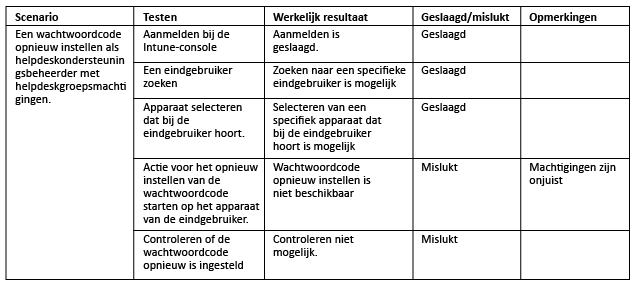 Scenario
Testen
Werkelijk resultaat
Geslaagd/mislukt
Opmerkingen
Een wachtwoordcode
opnieuw instellen als
helpdeskondersteunin
gsbeheerder met
helpdeskgroepsmachti
gingen.
Aanmelden bij de
Intune-console
Aanmelden is
geslaagd.
Geslaagd
Een eindgebruiker
zoeken
Zoeken naar een specifieke
eindgebruiker is mogelijk
Geslaagd
Apparaat selecteren
dat bij de
eindgebruiker hoort.
Selecteren van een
specifiek apparaat dat
bij de eindgebruiker
hoort is mogelijk
Geslaagd
Actie voor het opnieuw
instellen van de
wachtwoordcode
starten op het apparaat
van de eindgebruiker.
Wachtwoordcode
opnieuw instellen is
niet beschikbaar
Mislukt
Machtigingen zijn
onjuist
Controleren of de
wachtwoordcode
opnieuw is ingesteld
Controleren niet
mogelijk.
Mislukt